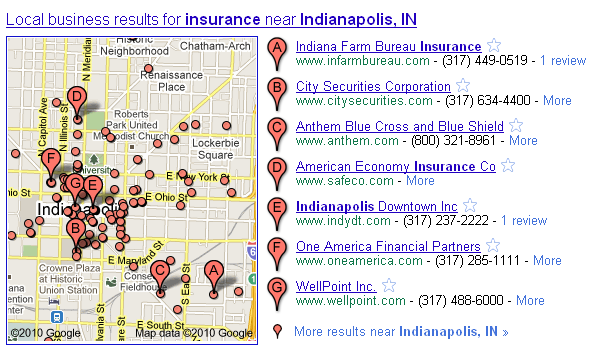 Local business results for insurance near Indianapolis, IN
A Indiana Farm Bureau Insurance
www.infarmbureau.com - (317) 449-0519 - 1 review
B City Securities Corporation
www.citysecurities.com - (317) 634-4400 - More
C Anthem Blue Cross and Blue Shield
www.anthem.com - (800) 321-8961 - More
D American Economy Insurance Co
www.safeco.com - More
E Indianapolis Downtown Inc
www.indydt.com - (317) 237-2222 - 1 review
F One America Financial Partners
www.oneamerica.com - (317) 285-1111 - More
G WellPoint Inc.
www.wellpoint.com - (317) 488-6000 - More
More results near Indianapolis, IN »
Historic
Neighborhood
Chatham-Arch
N Meridian
Renaissance
Place
D
N Capitol Ave
N Illinois St
Roberts
Park United
Methodist Church
Lockerbie
Square
F
University
G
E
E New York St
E Ohio St
Ohio St
B
E Maryland St
Crowne Plaza
at Historic
C
A
Fieldhouse
S East St
Convention
Center
E South St
©2010 Google
Map data ©2010 Google